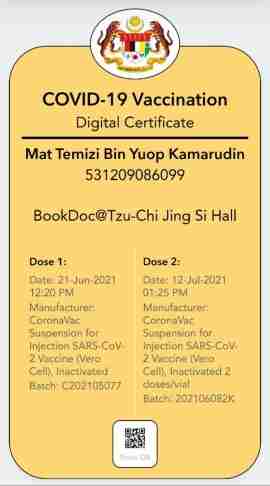 COVID-19 Vaccination
Digital Certificate
Mat Temizi Bin Yuop Kamarudin
531209086099
BookDoc@Tzu-Chi Jing Si Hall
Dose 1:
Date: 21-Jun-2021
12:20 PM
Manufacturer:
CoronaVac
Suspension for
Injection SARS-CoV-
2 Vaccine (Vero
Cell), Inactivated
Batch: C202105077
Dose 2:
Date: 12-Jul-2021
01:25 PM
Manufacturer:
CoronaVac
Suspension for
Injection SARS-CoV-
2 Vaccine (Vero
Cell), Inactivated 2
doses/vial
Batch: 202106082K